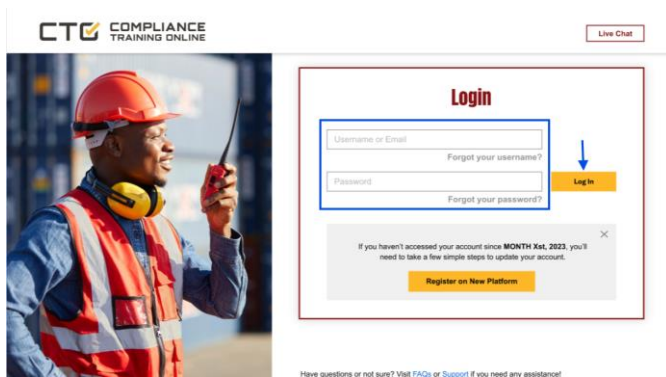 CTC COMPLIANCE
TRAINING ONLINE
Live Chat
Login
Username or Email
Forgot your username?
Password
Log In
Forgot your password?
If you haven't accessed your account since MONTH Xst, 2023, you'll
need to take a few simple steps to update your account.
Register on New Platform
Have questions or not sure? Visit FAQs or Support if you need any assistance!